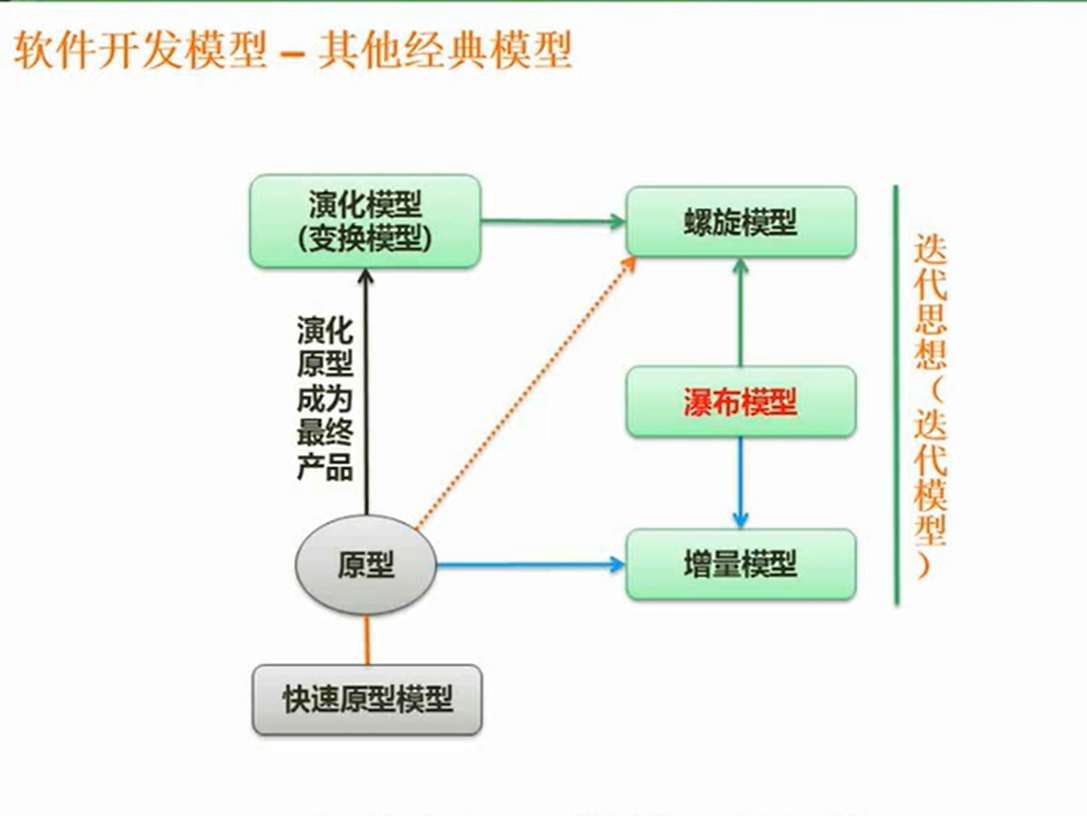 软件开发模型 – 其他经典模型
演化模型
(变换模型)
螺旋模型
演化
原型
成为
最终
产品
瀑布模型
原型
增量模型
快速原型模型
迭代思想（迭代模型）